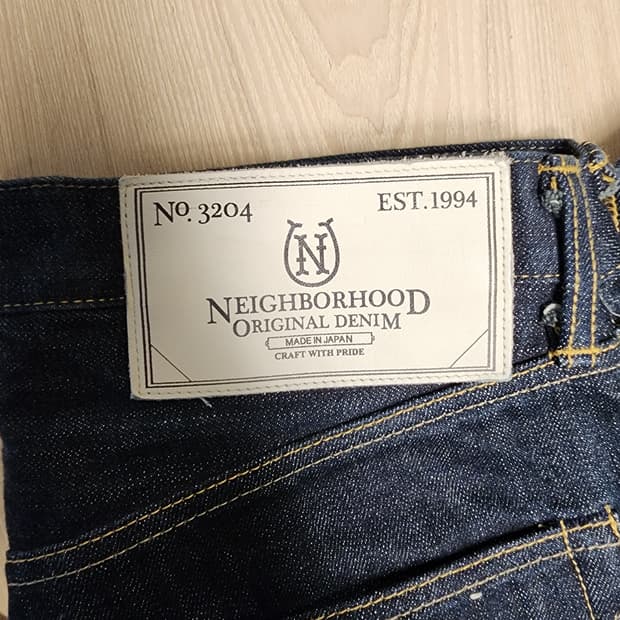 No. 3204 EST.1994
N
NEIGHBORHOOD
ORIGINAL DENIM
MADE IN JAPAN
CRAFT WITH PRIDE